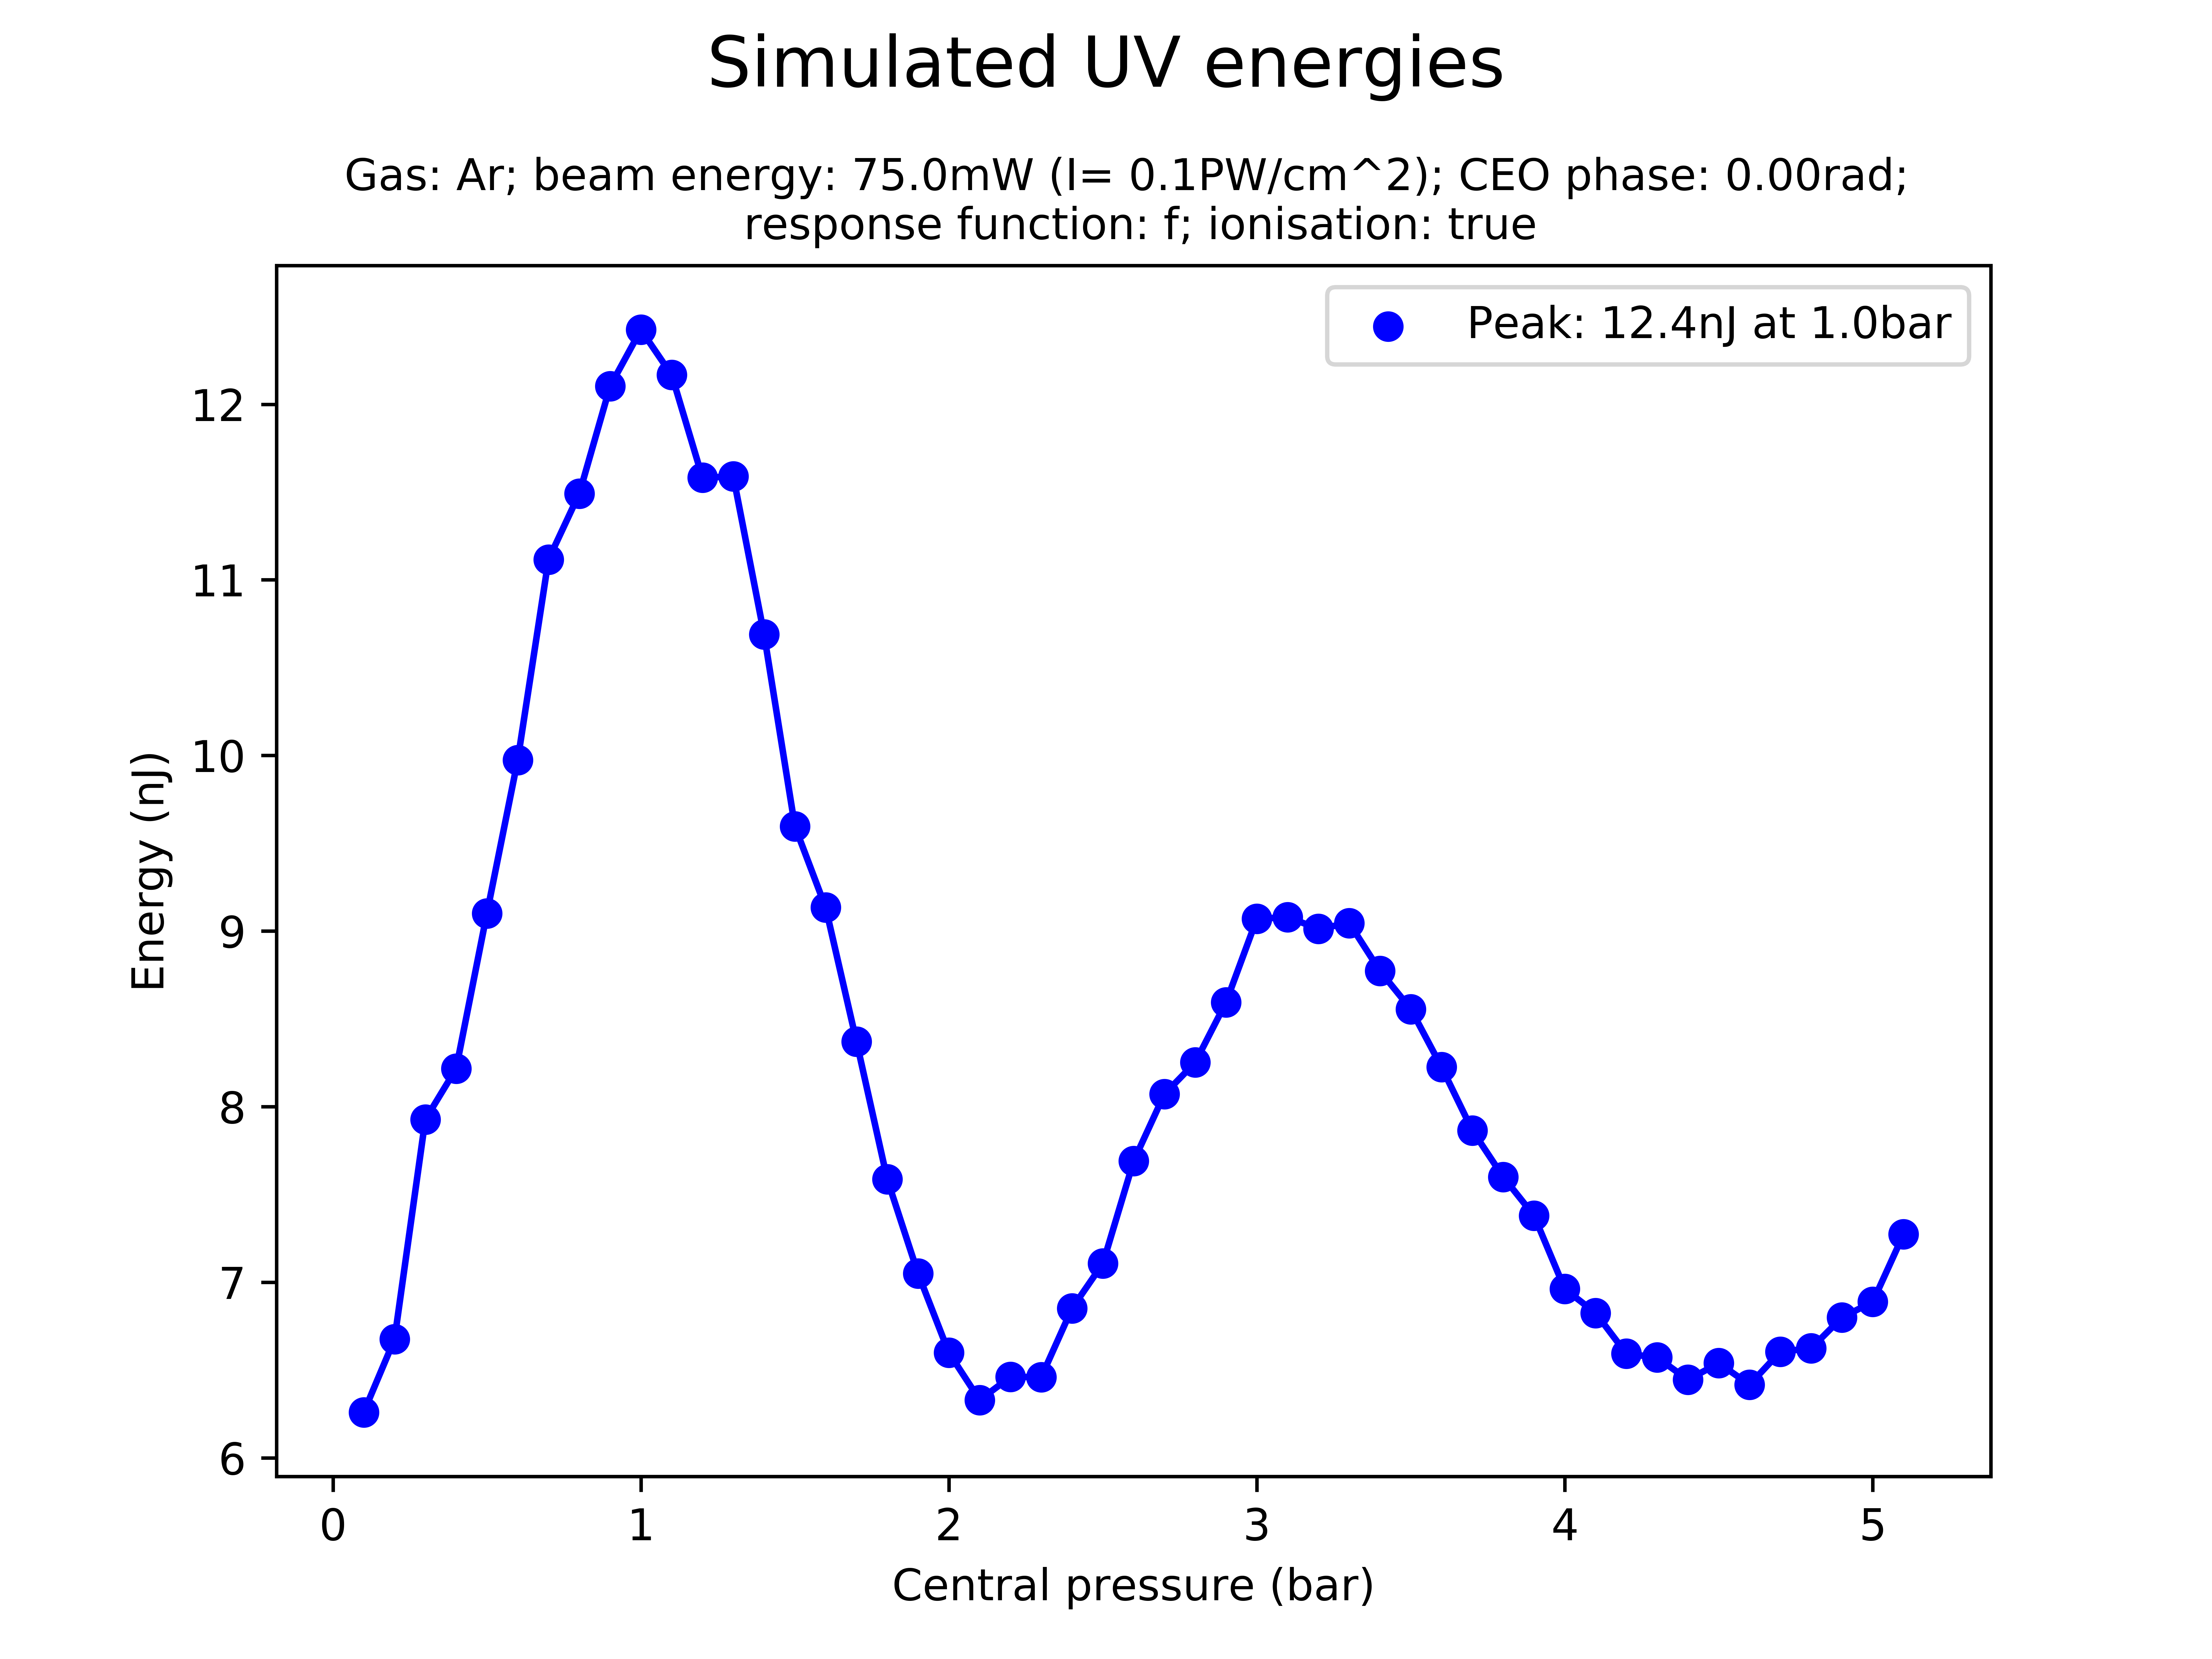 Simulated UV energies
Gas: Ar; beam energy: 75.0mW (I= 0.1PW/cm^2); CEO phase: 0.00rad;
response function: f; ionisation: true
Peak: 12.4nJ at 1.0bar
12
11
10
9
8
7
6
Energy (nJ)
0 1 2 3 4 5
Central pressure (bar)